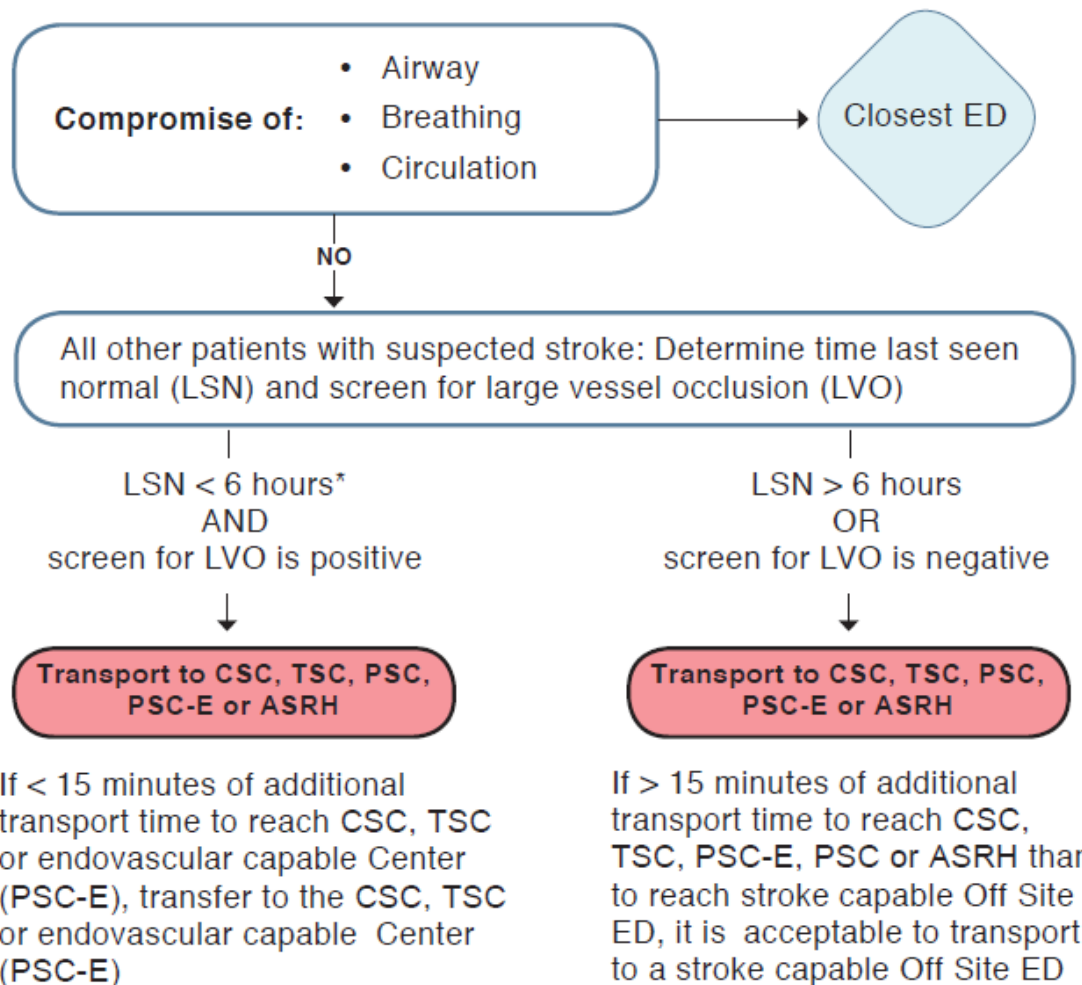 • Airway
Compromise of: • Breathing
• Circulation
Closest ED
NO
All other patients with suspected stroke: Determine time last seen
normal (LSN) and screen for large vessel occlusion (LVO)
LSN < 6 hours*
AND
screen for LVO is positive
Transport to CSC, TSC, PSC,
PSC-E or ASRH
If < 15 minutes of additional
transport time to reach CSC, TSC
or endovascular capable Center
(PSC-E), transfer to the CSC, TSC
or endovascular capable Center
(PSC-E)
LSN > 6 hours
OR
screen for LVO is negative
Transport to CSC, TSC, PSC,
PSC-E or ASRH
If > 15 minutes of additional
transport time to reach CSC,
TSC, PSC-E, PSC or ASRH than
to reach stroke capable Off Site
ED, it is acceptable to transport
to a stroke capable Off Site ED